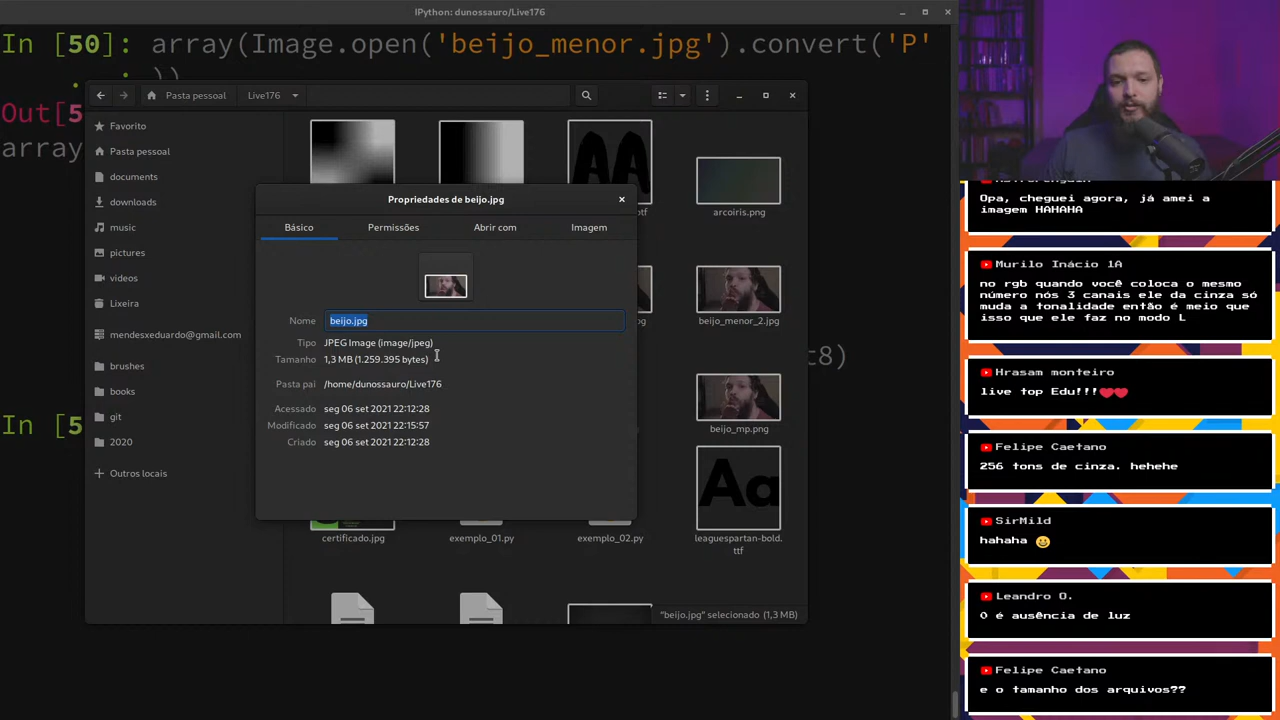 IPython: dunossauro/Live176
In [50]: array(Image.open('beijo_menor.jpg').convert('P'
...: ))
Out[5
array
t8)
In [5
Pasta pessoal
Live176
Favorito
Pasta pessoal
documents
downloads
music
pictures
videos
Lixeira
mendesxeduardo@gmail.com
brushes
books
git
2020
Outros locais
AA
otf
arcoiris.png
beijo_menor_2.jpg
beijo_mp.png
Aa
certificado.jpg
exemplo_01.py
exemplo_02.py
leaguespartan-bold.
ttf
"beijo.jpg" selecionado (1,3 MB)
Propriedades de beijo.jpg
Básico
Permissões
Abrir com
Imagem
Nome beijo.jpg
Tipo JPEG Image (image/jpeg)
Tamanho 1,3 MB (1.259.395 bytes)
Pasta pai /home/dunossauro/Live176
Acessado seg 06 set 2021 22:12:28
Modificado seg 06 set 2021 22:15:57
Criado seg 06 set 2021 22:12:28
Opa, cheguei agora, já amei a
imagem HAHAHA
Murilo Inácio 1A
no rgb quando você coloca o mesmo
número nós 3 canais ele da cinza só
muda a tonalidade então é meio que
isso que ele faz no modo L
Hrasam monteiro
live top Edu!!!❤❤
Felipe Caetano
256 tons de cinza. hehehe
SirMild
hahaha 😀
Leandro O.
0 é ausência de luz
Felipe Caetano
e o tamanho dos arquivos??